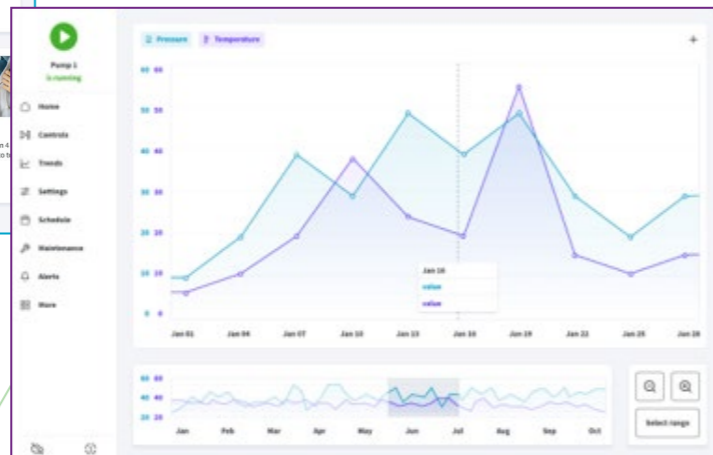 Pump 1
is running
Home
Controls
Trends
Settings
Schedule
Maintenance
Alerts
More
Pressure Temperature
+
60 60
50 50
40 40
30 30
20 20
10 10
0 0
Jan 16
value
value
Jan 01 Jan 04 Jan 07 Jan 10 Jan 13 Jan 16 Jan 19 Jan 22 Jan 25 Jan 28
60 60
40 40
20 20
Jan Feb Mar Apr May Jun Jul Aug Sep Oct
Select range